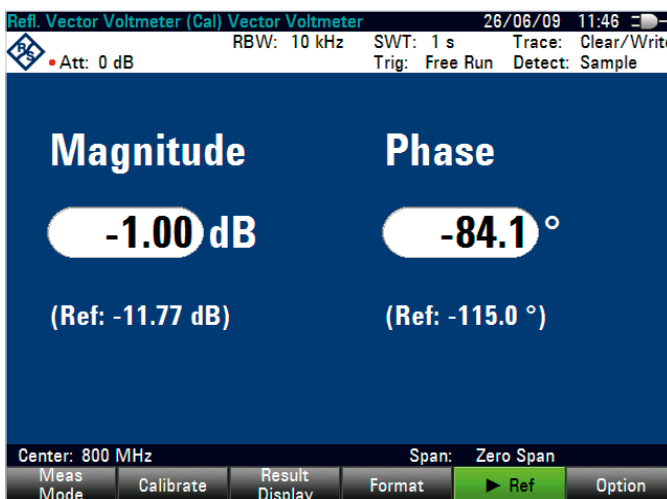 Refl. Vector Voltmeter (Cal) Vector Voltmeter 26/06/09 11:46
RBW: 10 kHz SWT: 1 s Trace: Clear/Write
• Att: 0 dB Trig: Free Run Detect: Sample
R&S
Magnitude Phase
-1.00 dB -84.1 °
(Ref: -11.77 dB) (Ref: -115.0 °)
Center: 800 MHz Span: Zero Span
Meas Mode Calibrate Result Display Format ► Ref Option